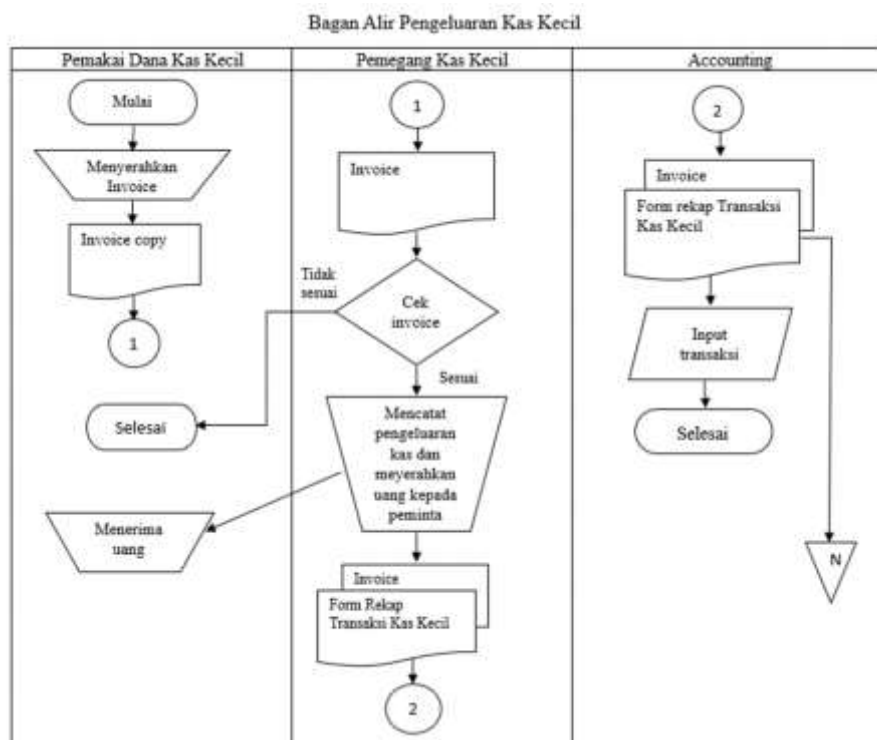 Bagan Alir Pengeluaran Kas Kecil
Pemakai Dana Kas Kecil
Pemegang Kas Kecil
Accounting
Mulai
Menyerahkan
Invoice
Invoice copy
1
Selesai
Menerima
uang
1
Invoice
Tidak
sesuai
Cek
invoice
Sesuai
Mencatat
pengeluaran
kas dan
meyerahkan
uang kepada
peminta
Invoice
Form Rekap
Transaksi Kas Kecil
2
2
Invoice
Form rekap Transaksi
Kas Kecil
Input
transaksi
Selesai
N